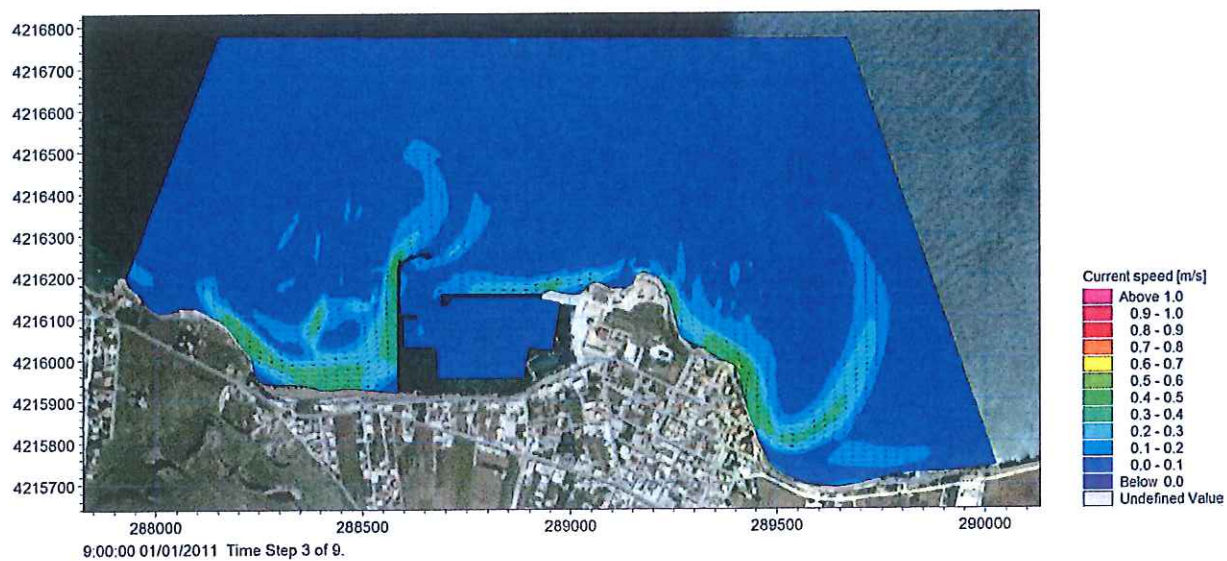 4216800
4216700
4216600
4216500
4216400
4216300
4216200
4216100
4216000
4215900
4215800
4215700
288000 288500 289000 289500 290000
9:00:00 01/01/2011 Time Step 3 of 9.
Current speed [m/s]
Above 1.0
0.9 - 1.0
0.8 - 0.9
0.7 - 0.8
0.6 - 0.7
0.5 - 0.6
0.4 - 0.5
0.3 - 0.4
0.2 - 0.3
0.1 - 0.2
0.0 - 0.1
Below 0.0
Undefined Value